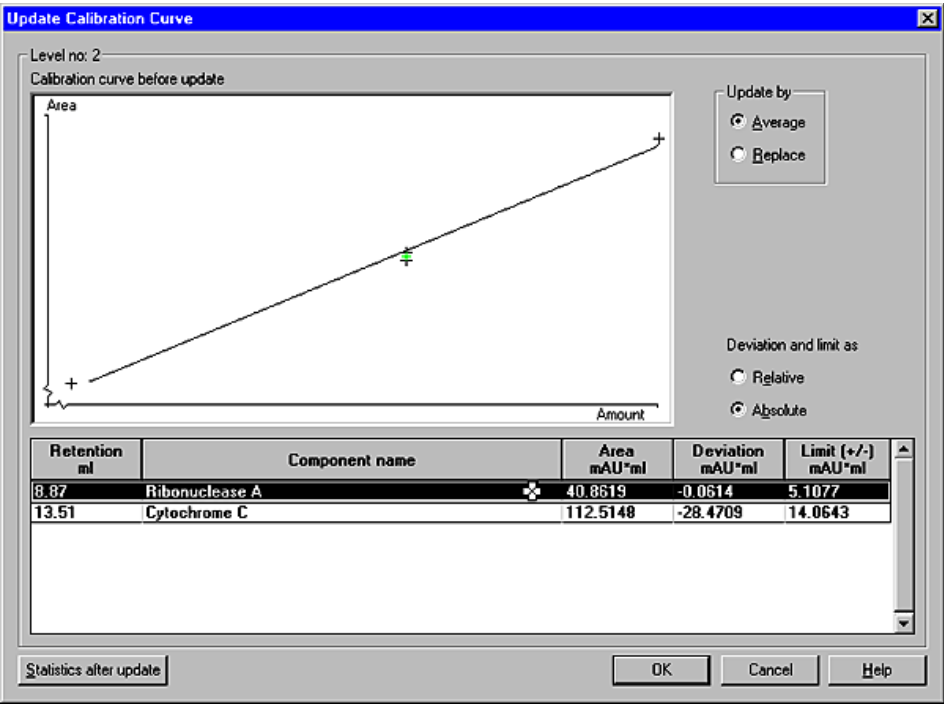 Update Calibration Curve
Level no: 2
Calibration curve before update
Area
Amount
Update by
Average
Replace
Deviation and limit as
Relative
Absolute
Retention ml Component name Area mAU*ml Deviation mAU*ml Limit (+/-) mAU*ml
8.87 Ribonuclease A 40.8619 -0.0614 5.1077
13.51 Cytochrome C 112.5148 -28.4709 14.0643
Statistics after update OK Cancel Help